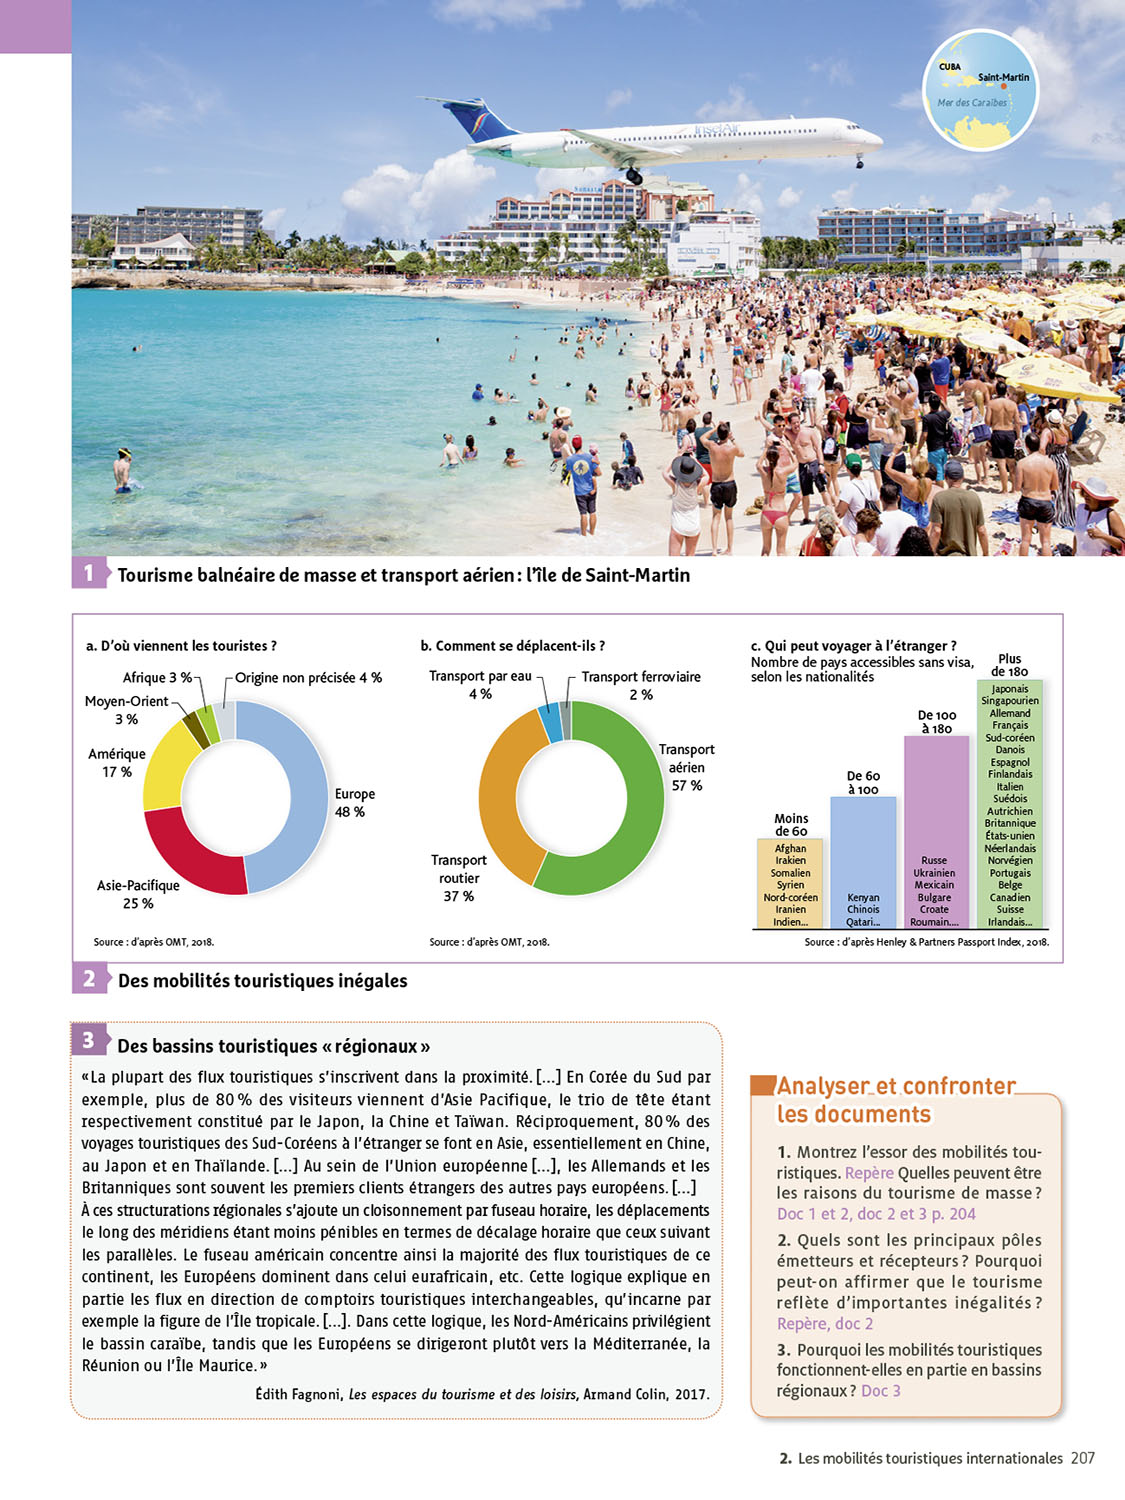 CUBA
Saint-Martin
Mer des Caraïbes
InselAir
1 Tourisme balnéaire de masse et transport aérien : l'île de Saint-Martin
a. D'où viennent les touristes ?
Afrique 3 %
Origine non précisée 4 %
Moyen-Orient
3 %
Amérique
17 %
Europe
48 %
Asie-Pacifique
25 %
Source : d'après OMT, 2018.
b. Comment se déplacent-ils ?
Transport par eau
4 %
Transport ferroviaire
2 %
Transport
aérien
57 %
Transport
routier
37 %
Source : d'après OMT, 2018.
c. Qui peut voyager à l'étranger ?
Nombre de pays accessibles sans visa,
selon les nationalités
Moins
de 60
Afghan
Irakien
Somalien
Syrien
Nord-coréen
Iranien
Indien...
De 60
à 100
Kenyan
Chinois
Qatari...
De 100
à 180
Russe
Ukrainien
Mexicain
Bulgare
Croate
Roumain....
Plus
de 180
Japonais
Singapourien
Allemand
Français
Sud-coréen
Danois
Espagnol
Finlandais
Italien
Suédois
Autrichien
Britannique
États-unien
Néerlandais
Norvégien
Portugais
Belge
Canadien
Suisse
Irlandais...
Source : d'après Henley & Partners Passport Index, 2018.
2 Des mobilités touristiques inégales
3 Des bassins touristiques « régionaux »
« La plupart des flux touristiques s'inscrivent dans la proximité. [...] En Corée du Sud par
exemple, plus de 80 % des visiteurs viennent d'Asie Pacifique, le trio de tête étant
respectivement constitué par le Japon, la Chine et Taïwan. Réciproquement, 80 % des
voyages touristiques des Sud-Coréens à l'étranger se font en Asie, essentiellement en Chine,
au Japon et en Thaïlande. [...] Au sein de l'Union européenne [...], les Allemands et les
Britanniques sont souvent les premiers clients étrangers des autres pays européens. [...]
À ces structurations régionales s'ajoute un cloisonnement par fuseau horaire, les déplacements
le long des méridiens étant moins pénibles en termes de décalage horaire que ceux suivant
les parallèles. Le fuseau américain concentre ainsi la majorité des flux touristiques de ce
continent, les Européens dominent dans celui eurafricain, etc. Cette logique explique en
partie les flux en direction de comptoirs touristiques interchangeables, qu'incarne par
exemple la figure de l'Île tropicale. [...]. Dans cette logique, les Nord-Américains privilégient
le bassin caraïbe, tandis que les Européens se dirigeront plutôt vers la Méditerranée, la
Réunion ou l'Île Maurice. »
Édith Fagnoni, Les espaces du tourisme et des loisirs, Armand Colin, 2017.
Analyser et confronter
les documents
1. Montrez l'essor des mobilités tou-
ristiques. Repère Quelles peuvent être
les raisons du tourisme de masse ?
Doc 1 et 2, doc 2 et 3 p. 204
2. Quels sont les principaux pôles
émetteurs et récepteurs ? Pourquoi
peut-on affirmer que le tourisme
reflète d'importantes inégalités ?
Repère, doc 2
3. Pourquoi les mobilités touristiques
fonctionnent-elles en partie en bassins
régionaux ? Doc 3
2. Les mobilités touristiques internationales 207